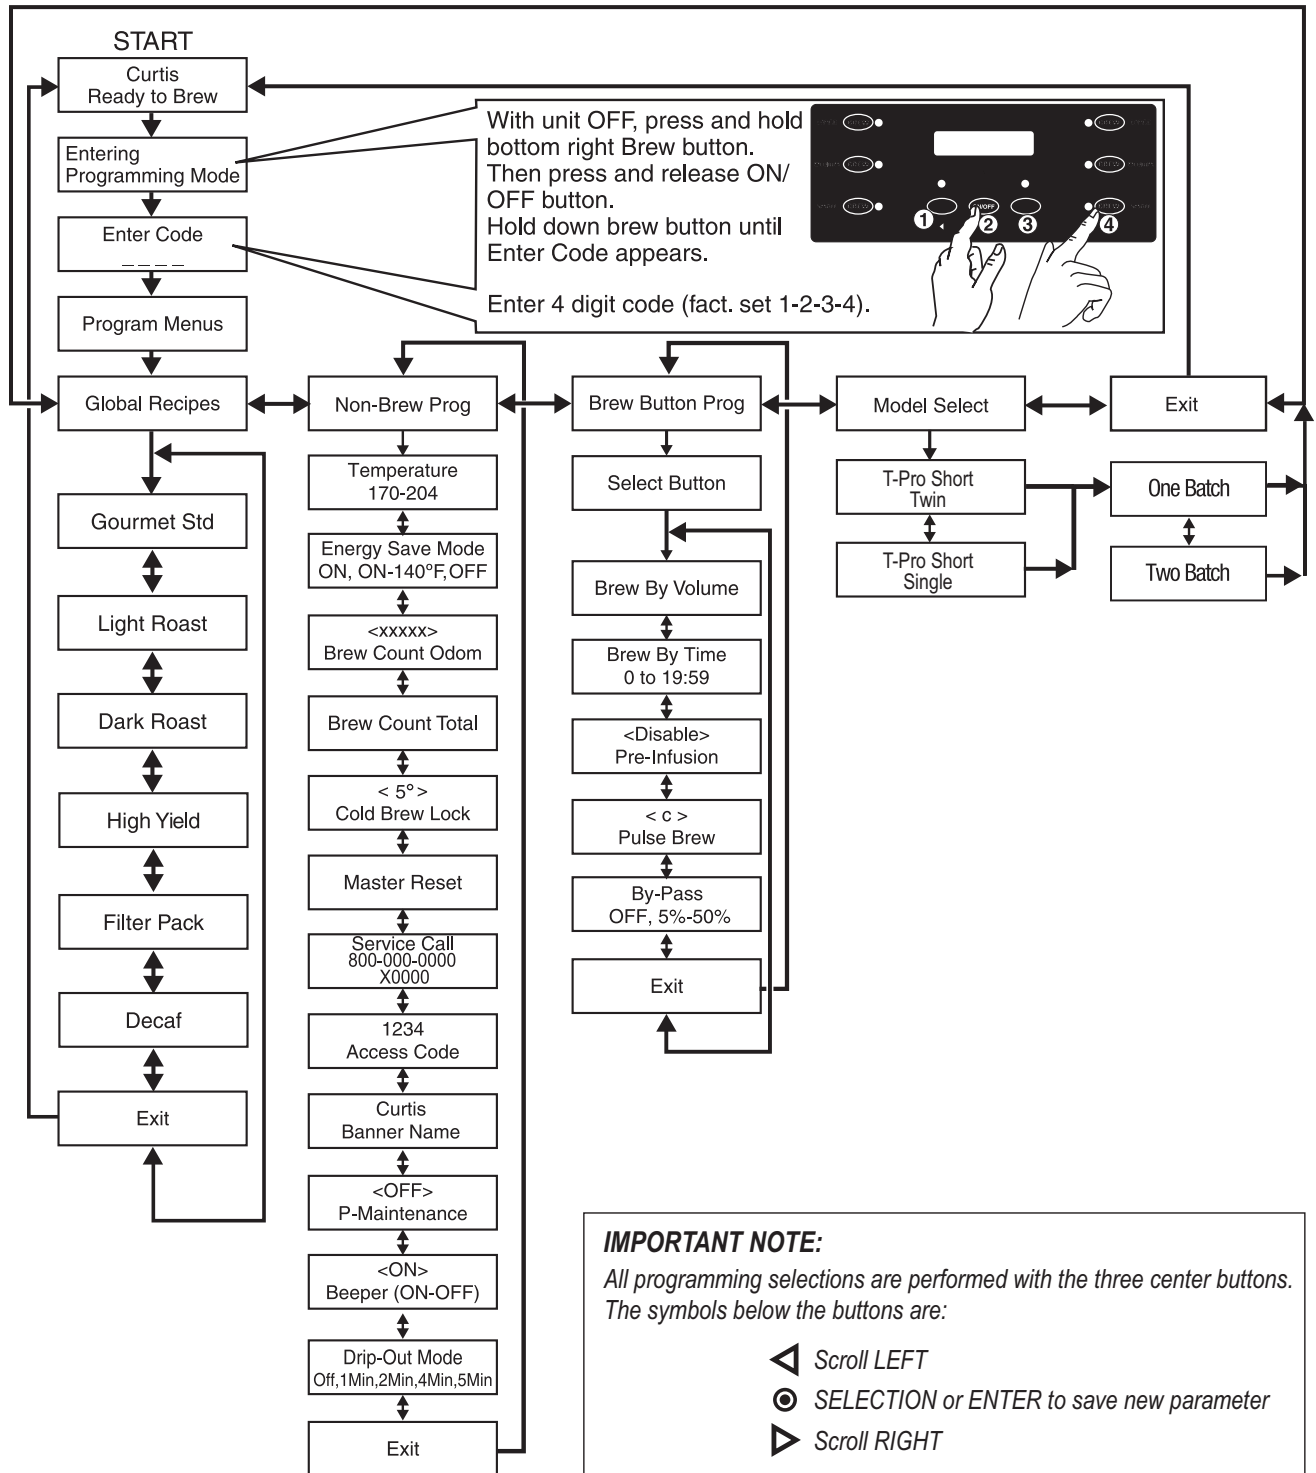 START
Curtis
Ready to Brew
Entering
Programming Mode
Enter Code
_ _ _ _
Program Menus
With unit OFF, press and hold
bottom right Brew button.
Then press and release ON/
OFF button.
Hold down brew button until
Enter Code appears.
Enter 4 digit code (fact. set 1-2-3-4).
BREW
BREW
BREW
BREW
BREW
BREW
ON/OFF
1
2
3
4
Global Recipes
Gourmet Std
Light Roast
Dark Roast
High Yield
Filter Pack
Decaf
Exit
Non-Brew Prog
Temperature
170-204
Energy Save Mode
ON, ON-140°F,OFF
<xxxxx>
Brew Count Odom
Brew Count Total
< 5° >
Cold Brew Lock
Master Reset
Service Call
800-000-0000
X0000
1234
Access Code
Curtis
Banner Name
<OFF>
P-Maintenance
<ON>
Beeper (ON-OFF)
Drip-Out Mode
Off,1Min,2Min,4Min,5Min
Exit
Brew Button Prog
Select Button
Brew By Volume
Brew By Time
0 to 19:59
<Disable>
Pre-Infusion
< c >
Pulse Brew
By-Pass
OFF, 5%-50%
Exit
Model Select
T-Pro Short
Twin
T-Pro Short
Single
Exit
One Batch
Two Batch
IMPORTANT NOTE:
All programming selections are performed with the three center buttons.
The symbols below the buttons are:
Scroll LEFT
SELECTION or ENTER to save new parameter
Scroll RIGHT